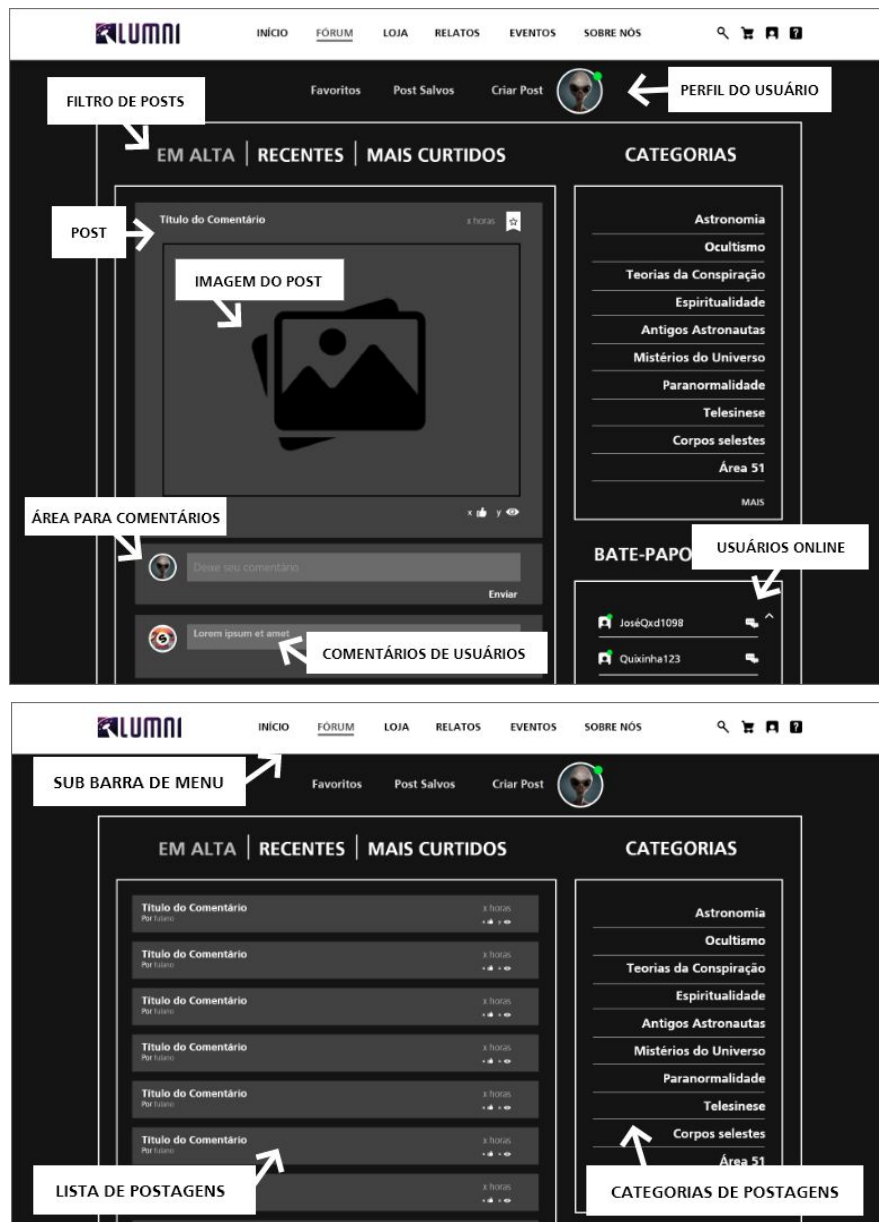 LUMNI
INÍCIO FÓRUM LOJA RELATOS EVENTOS SOBRE NÓS
Favoritos Post Salvos Criar Post
PERFIL DO USUÁRIO
FILTRO DE POSTS
EM ALTA | RECENTES | MAIS CURTIDOS
CATEGORIAS
POST
Título do Comentário x horas
IMAGEM DO POST
Astronomia
Ocultismo
Teorias da Conspiração
Espiritualidade
Antigos Astronautas
Mistérios do Universo
Paranormalidade
Telesinese
Corpos selestes
Área 51
MAIS
x y
ÁREA PARA COMENTÁRIOS
Deixe seu comentário
Enviar
Lorem ipsum et amet
COMENTÁRIOS DE USUÁRIOS
BATE-PAPO
USUÁRIOS ONLINE
JoséQxd1098
Quixinha123
LUMNI
INÍCIO FÓRUM LOJA RELATOS EVENTOS SOBRE NÓS
SUB BARRA DE MENU
Favoritos Post Salvos Criar Post
EM ALTA | RECENTES | MAIS CURTIDOS
CATEGORIAS
Título do Comentário x horas
Por fulano
Título do Comentário x horas
Por fulano
Título do Comentário x horas
Por fulano
Título do Comentário x horas
Por fulano
Título do Comentário x horas
Por fulano
Título do Comentário x horas
Por fulano
x horas
LISTA DE POSTAGENS
Astronomia
Ocultismo
Teorias da Conspiração
Espiritualidade
Antigos Astronautas
Mistérios do Universo
Paranormalidade
Telesinese
Corpos selestes
Área 51
CATEGORIAS DE POSTAGENS